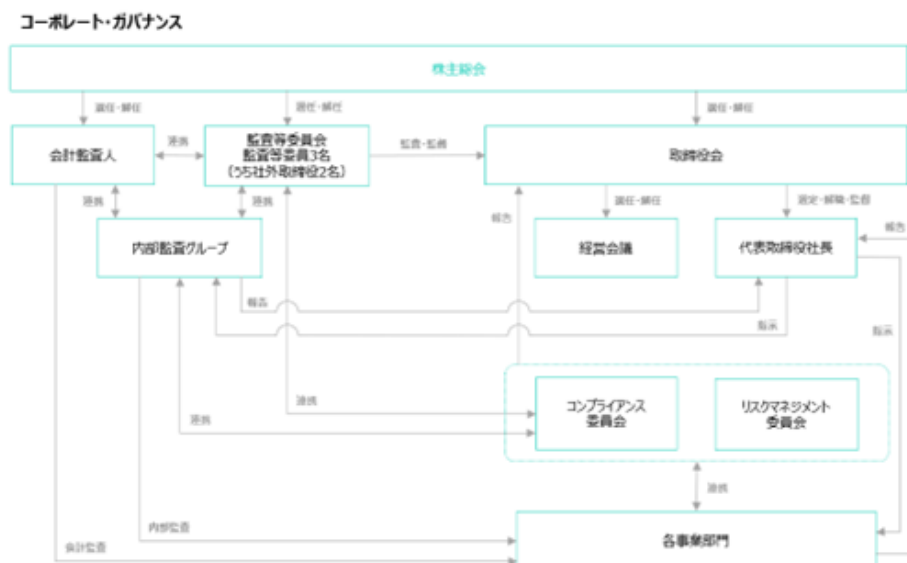 コーポレート・ガバナンス
株主総会
選任・解任
選任・解任
選任・解任
会計監査人
連携
監査等委員会
監査等委員3名
(うち社外取締役2名)
監査・監督
取締役会
連携
連携
報告
選任・解任
選定・解職・監督
内部監査グループ
経営会議
代表取締役社長
報告
報告
指示
指示
コンプライアンス
委員会
リスクマネジメント
委員会
連携
連携
連携
内部監査
会計監査
各事業部門